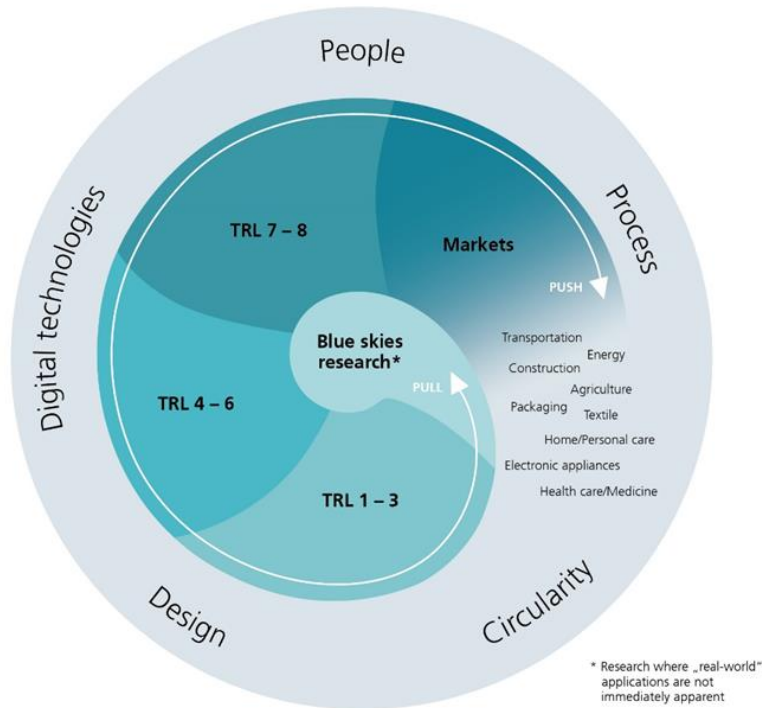 People
Digital technologies
Process
TRL 7 – 8
Markets
PUSH
Blue skies
research*
PULL
Transportation
Energy
Construction
Agriculture
Packaging
Textile
Home/Personal care
Electronic appliances
Health care/Medicine
TRL 4 – 6
TRL 1 – 3
Design
Circularity
* Research where „real-world”
applications are not
immediately apparent